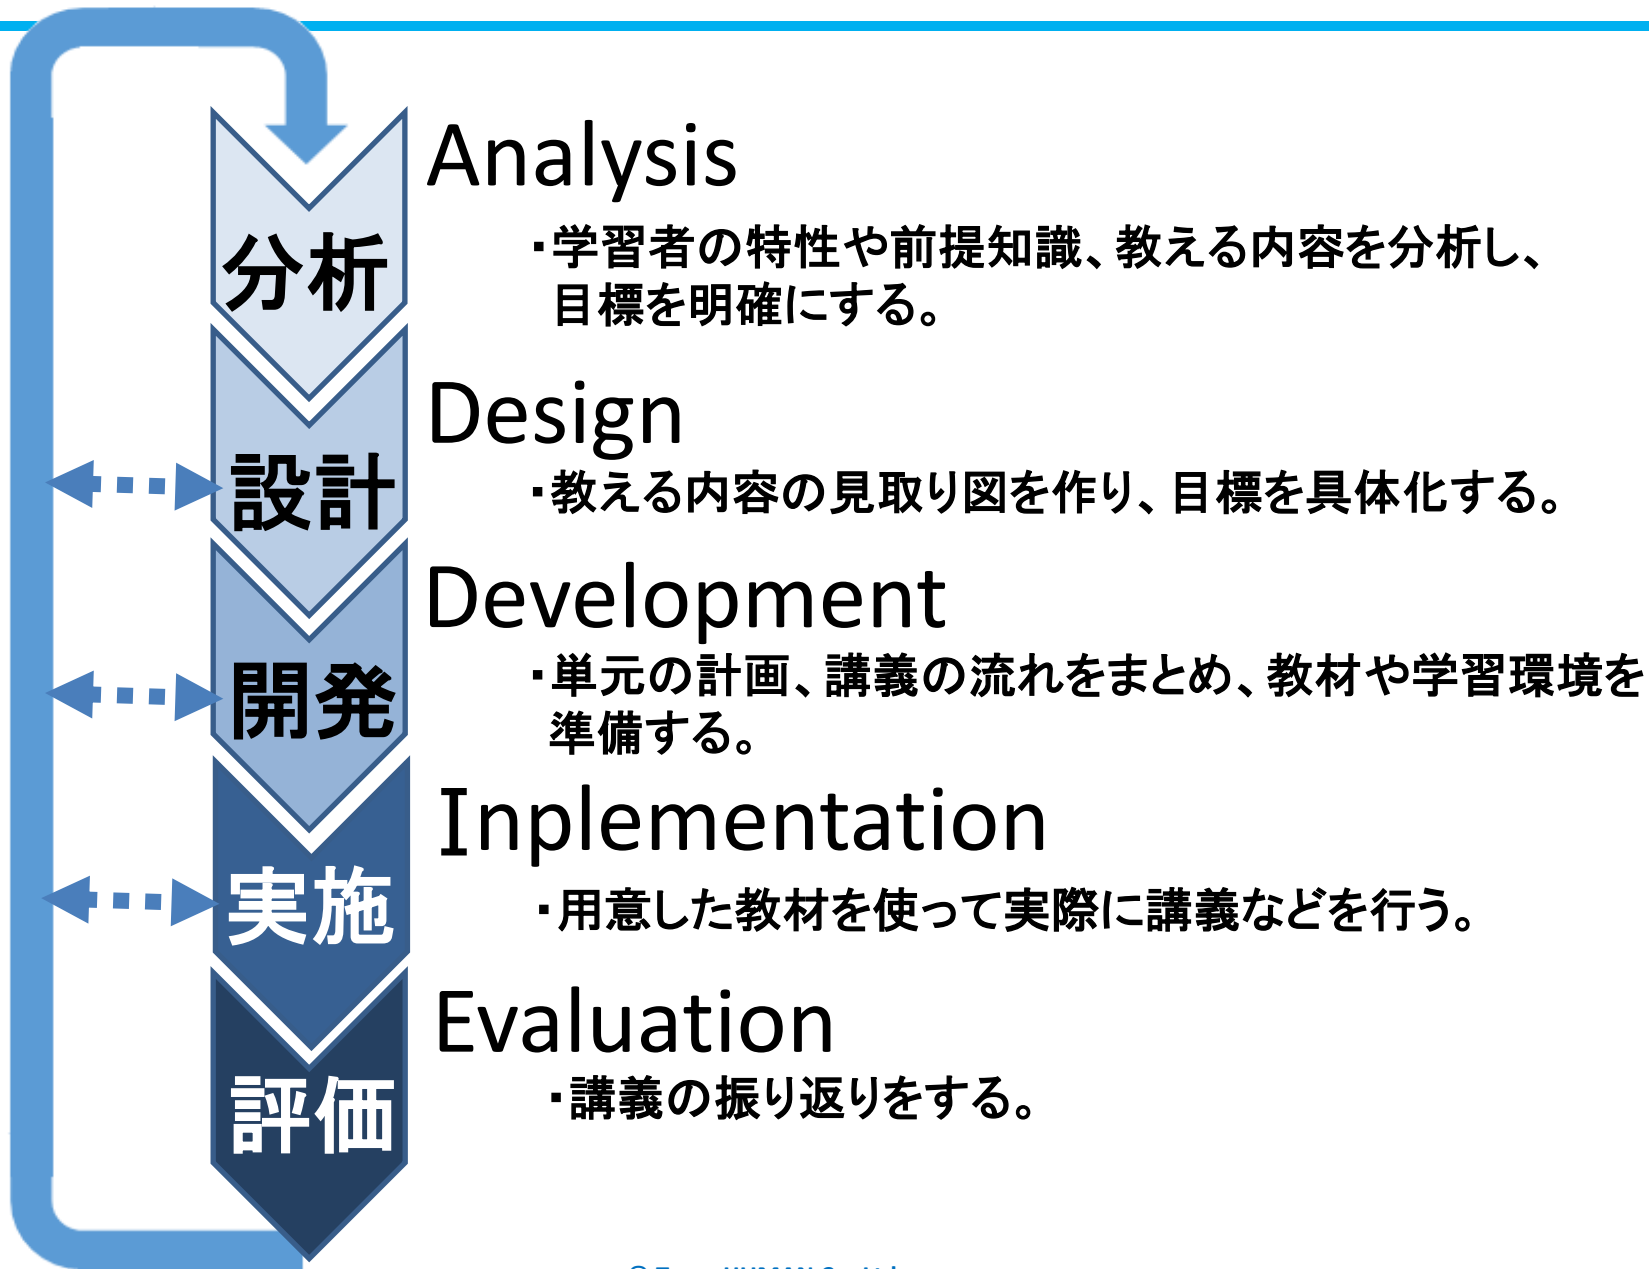 Analysis
・学習者の特性や前提知識、教える内容を分析し、
目標を明確にする。
分析
Design
・教える内容の見取り図を作り、目標を具体化する。
設計
Development
・単元の計画、講義の流れをまとめ、教材や学習環境を
準備する。
開発
Inplementation
・用意した教材を使って実際に講義などを行う。
実施
Evaluation
・講義の振り返りをする。
評価